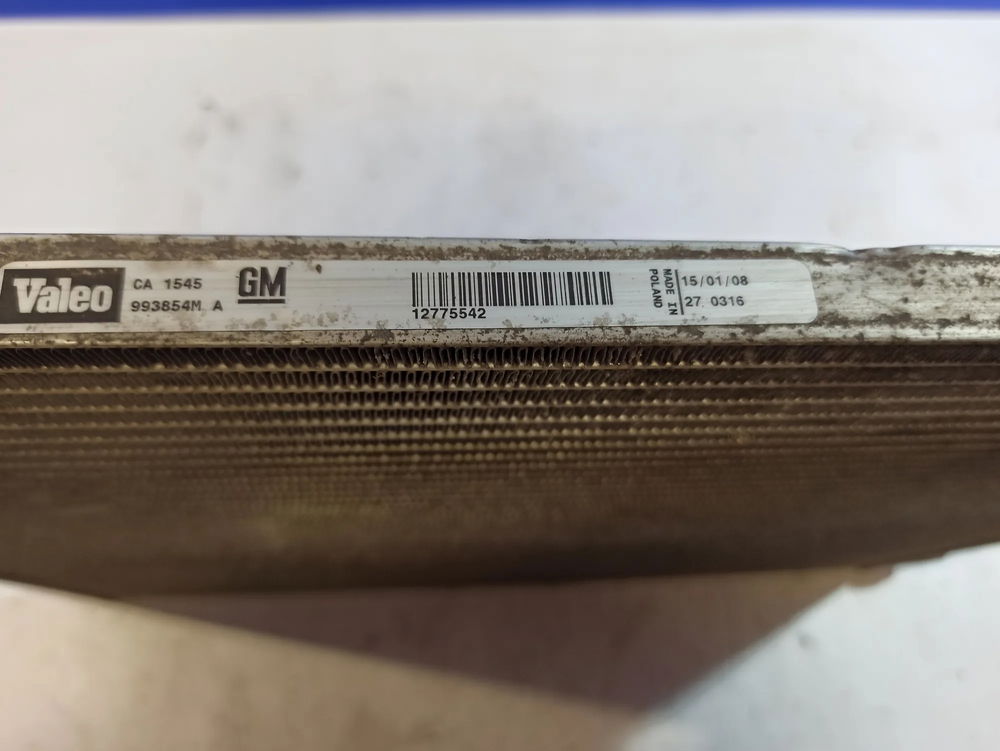 Valeo
CA 1545
993854M A
GM
12775542
MADE IN
POLAND
15/01/08
27 0316